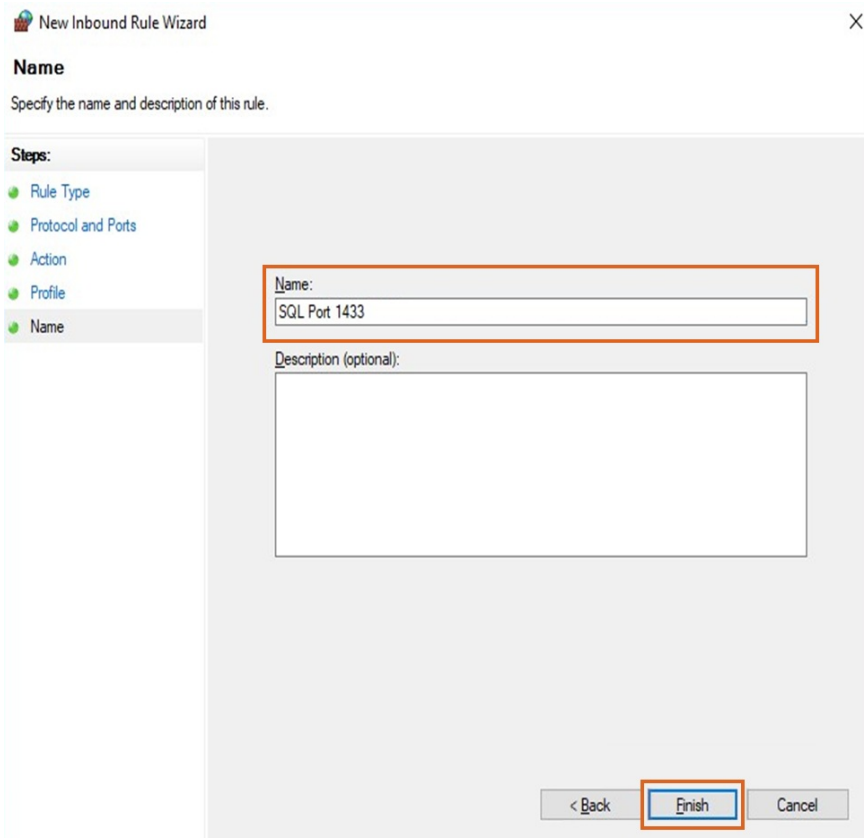 New Inbound Rule Wizard
Name
Specify the name and description of this rule.
Steps:
Rule Type
Protocol and Ports
Action
Profile
Name
Name:
SQL Port 1433
Description (optional):
< Back
Finish
Cancel